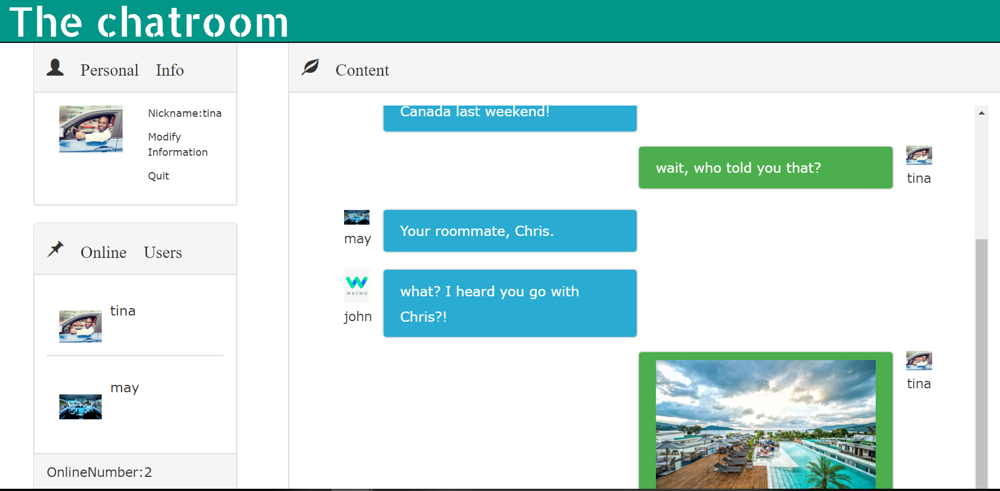 The chatroom
Personal Info
Nickname:tina
Modify
Information
Quit
Online Users
tina
may
OnlineNumber:2
Content
Canada last weekend!
wait, who told you that?
tina
Your roommate, Chris.
may
WAYMO
what? I heard you go with
Chris?!
john
tina